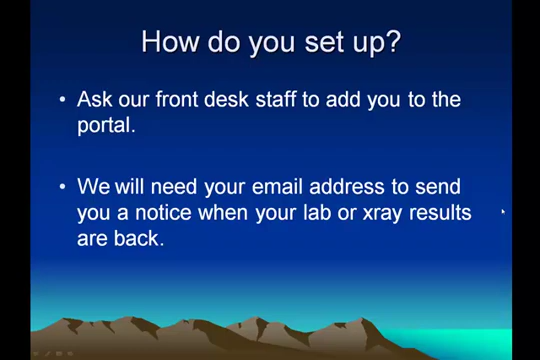 How do you set up?
• Ask our front desk staff to add you to the
portal.
• We will need your email address to send
you a notice when your lab or xray results
are back.